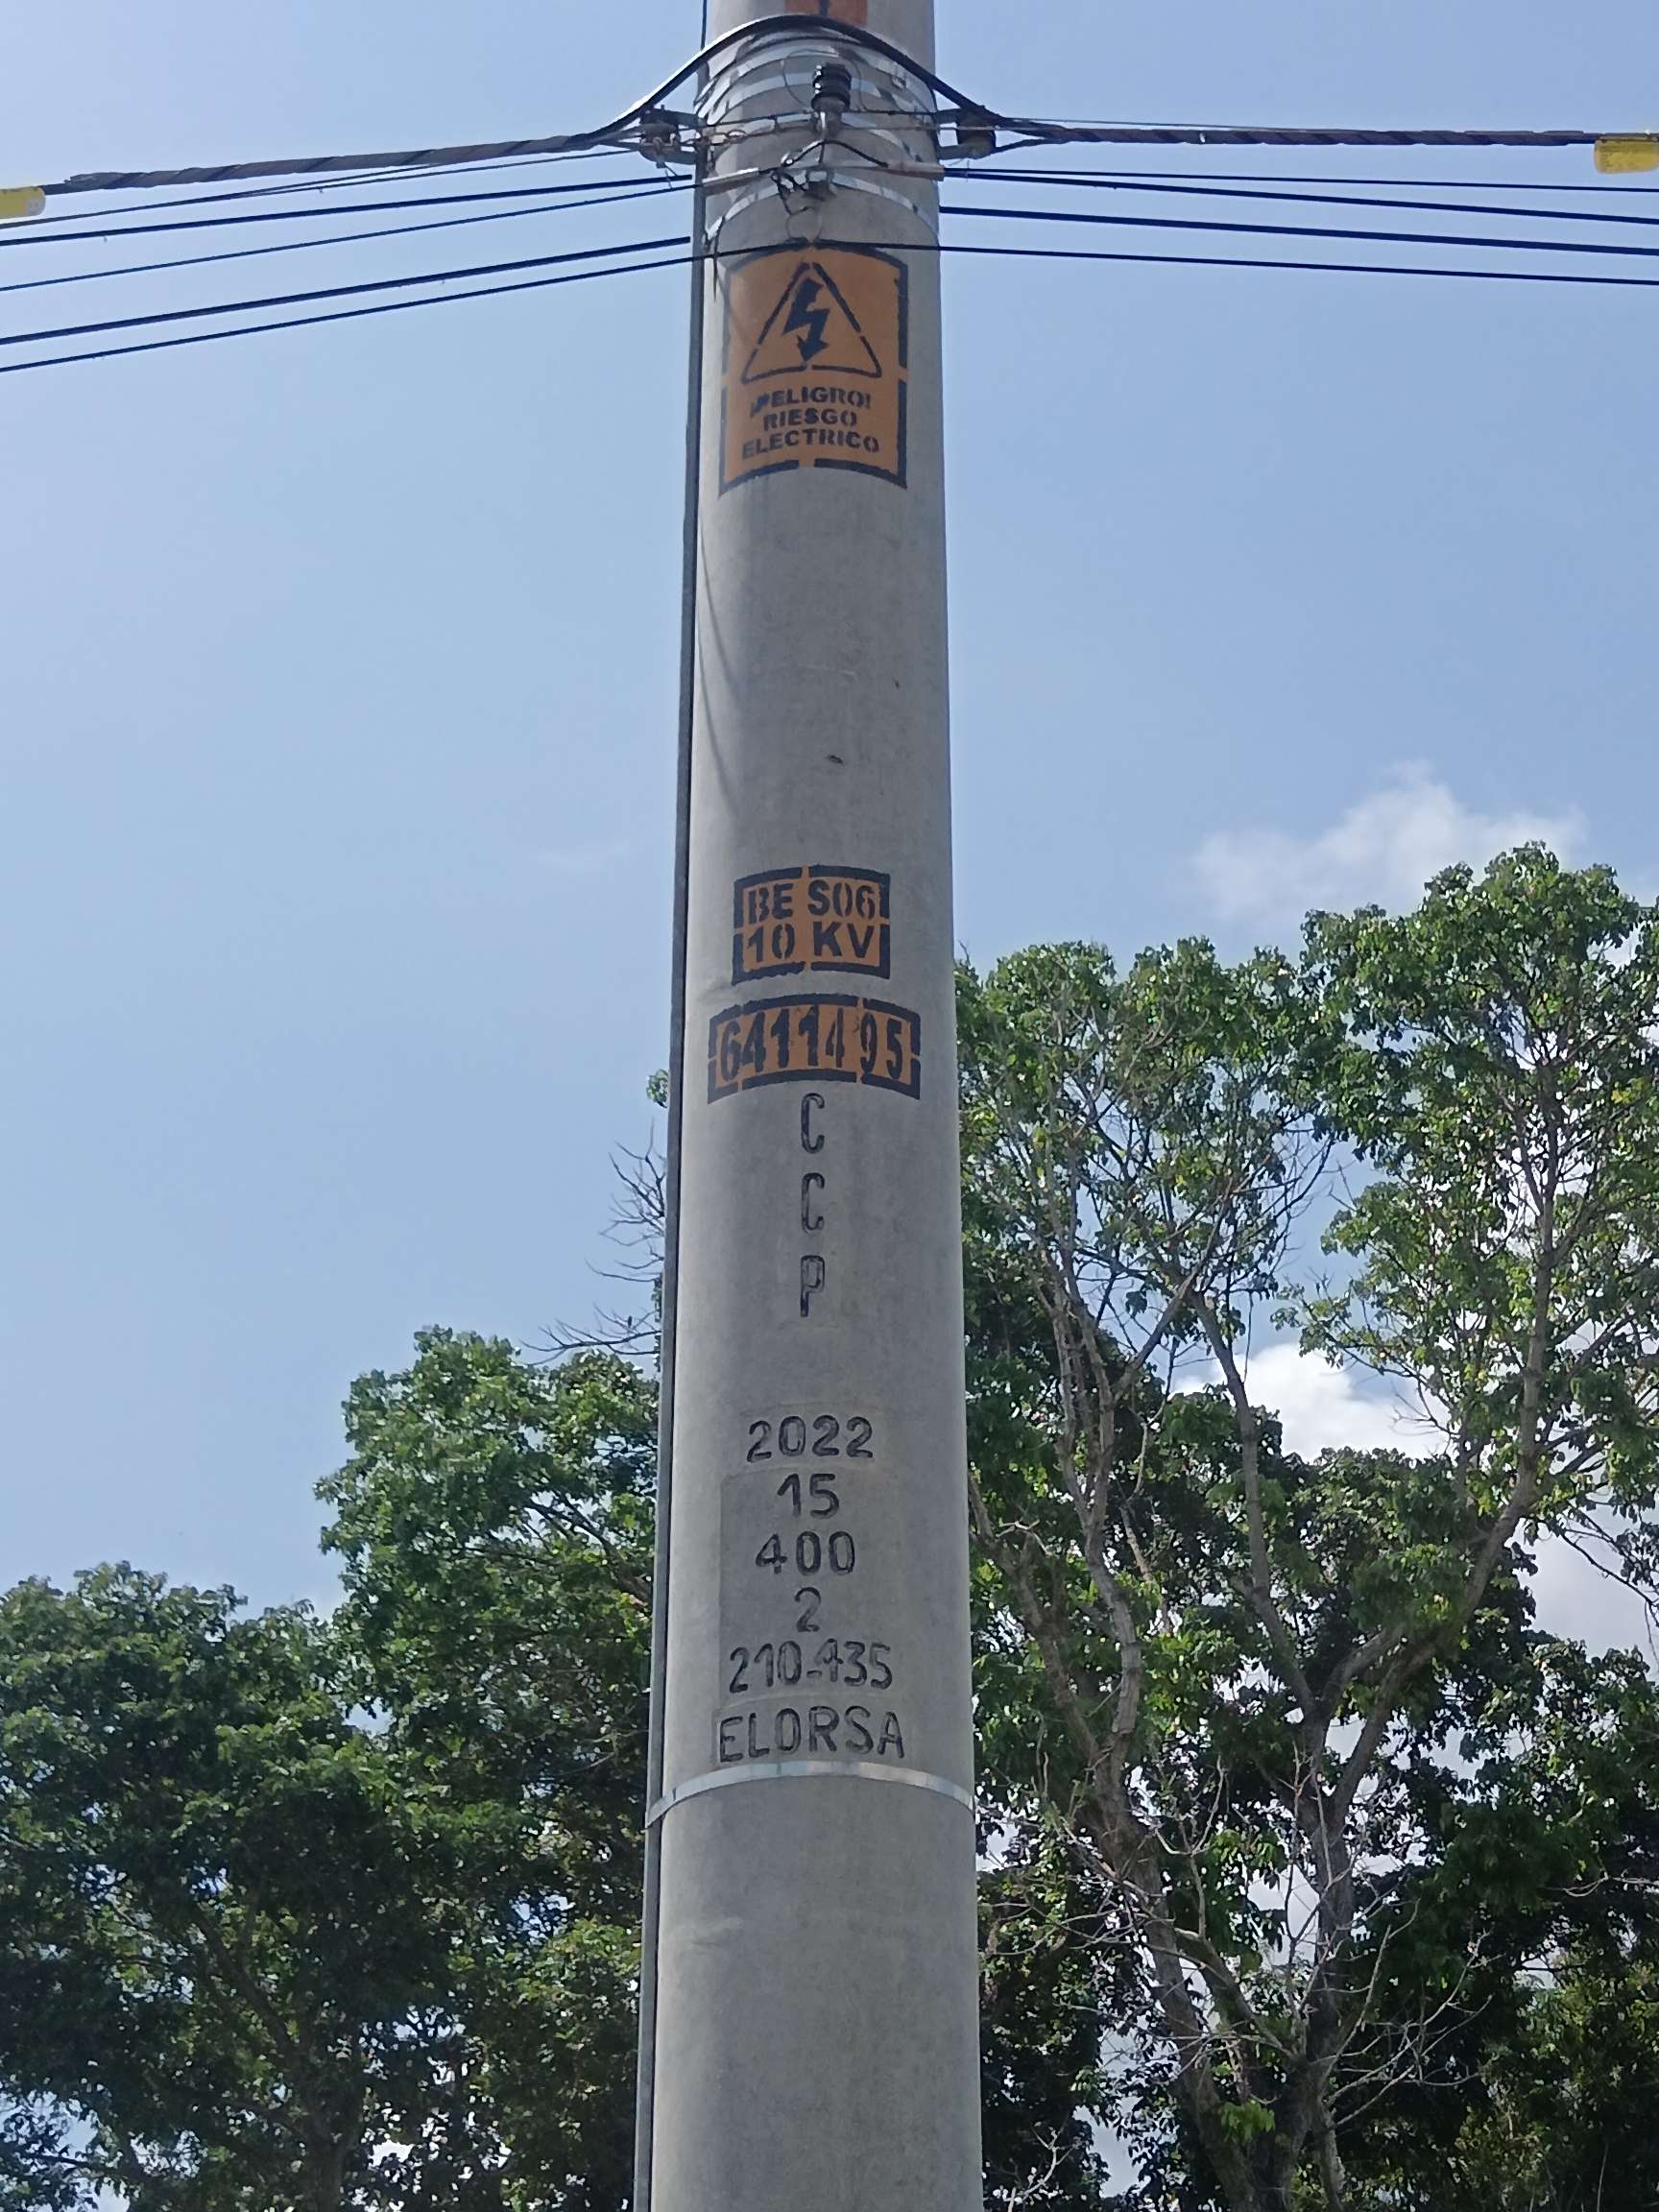 ¡PELIGRO!
RIESGO
ELECTRICO
BE S06
10 KV
6411495
C
C
P
2022
15
400
2
210-435
ELORSA